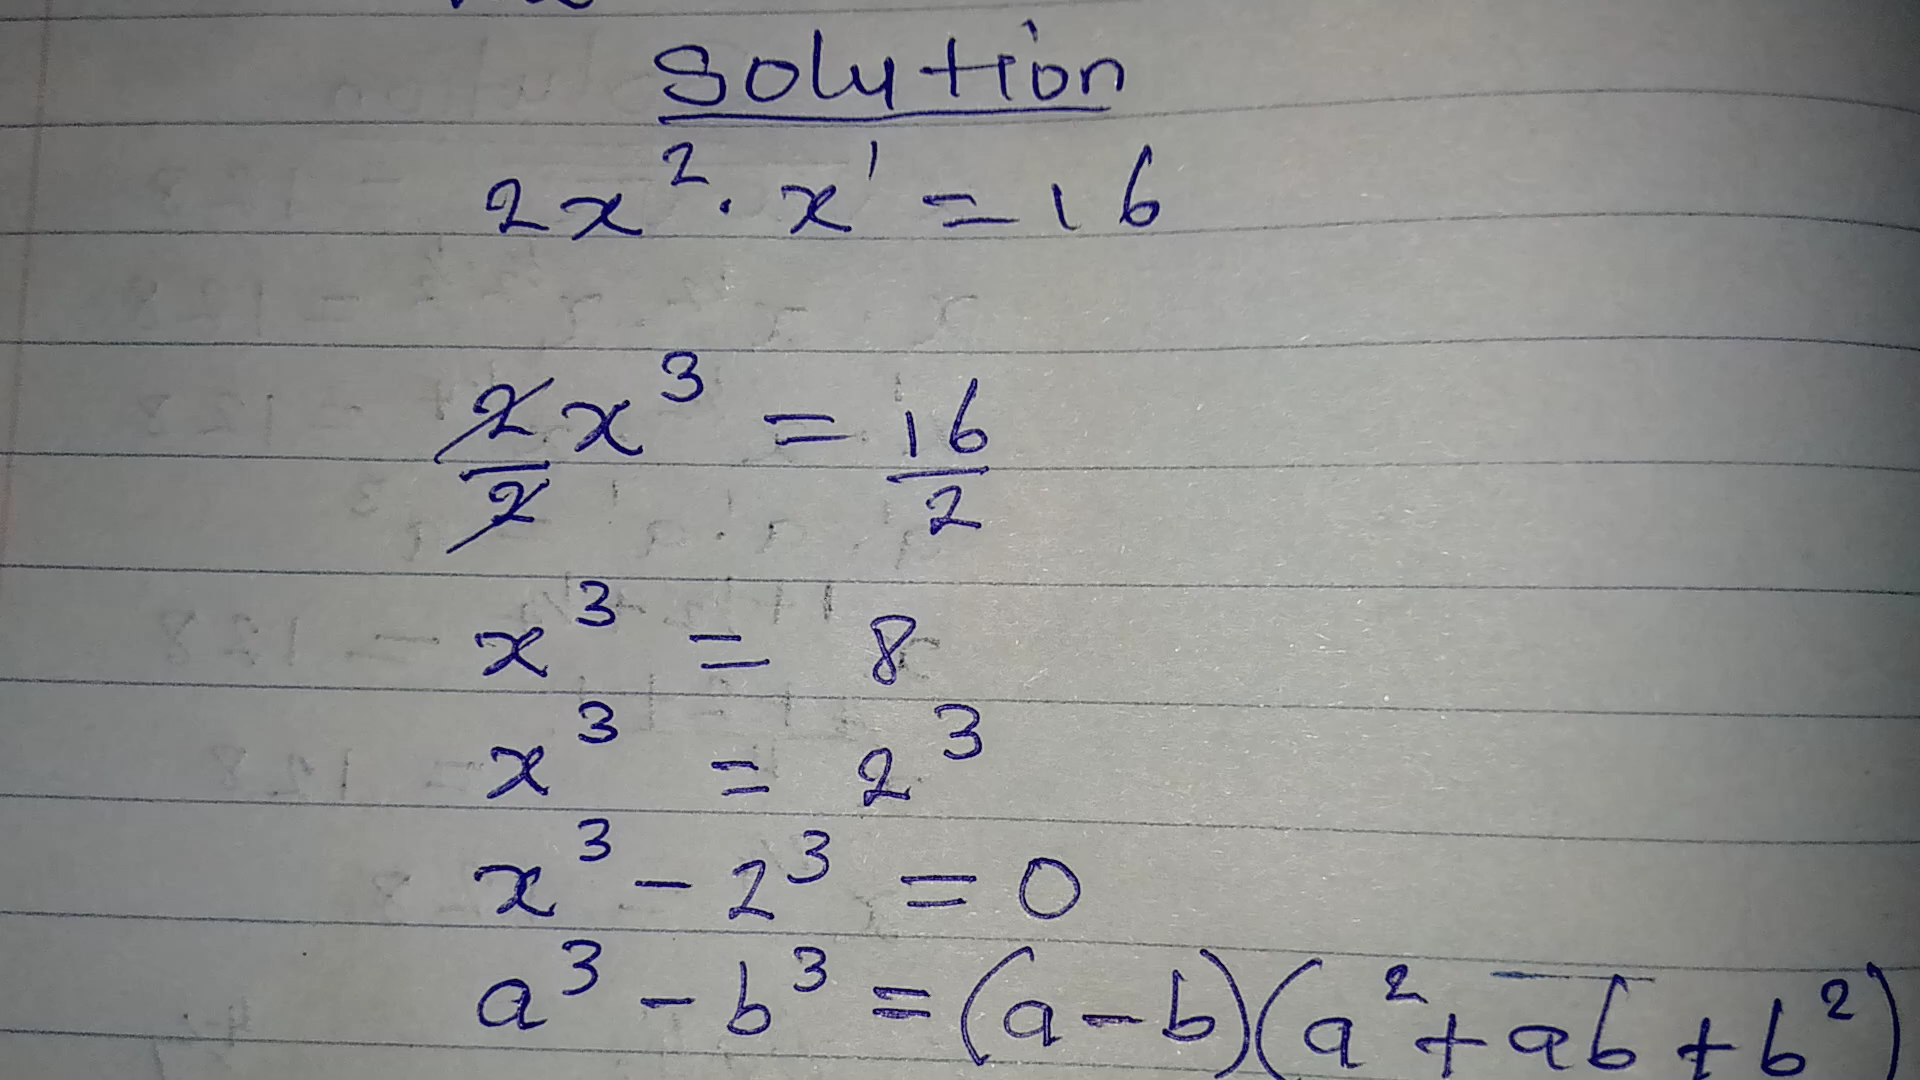 Solution
2x² · x¹ = 16
2x³/2 = 16/2
x³ = 8
x³ = 2³
x³ - 2³ = 0
a³ - b³ = (a-b)(a² + ab + b²)